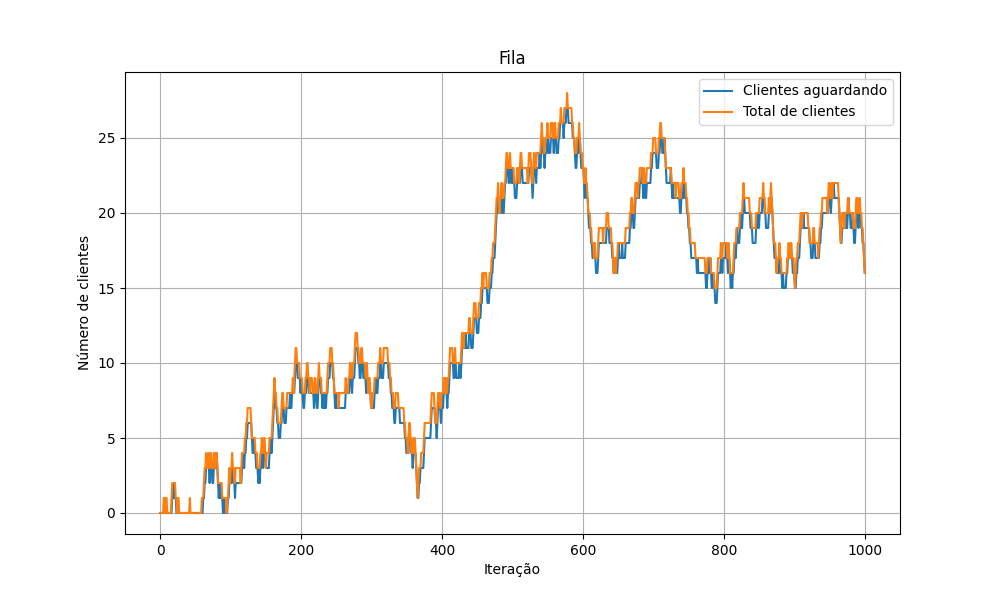 Fila
Clientes aguardando
Total de clientes
Número de clientes
25
20
15
10
5
0
0 200 400 600 800 1000
Iteração